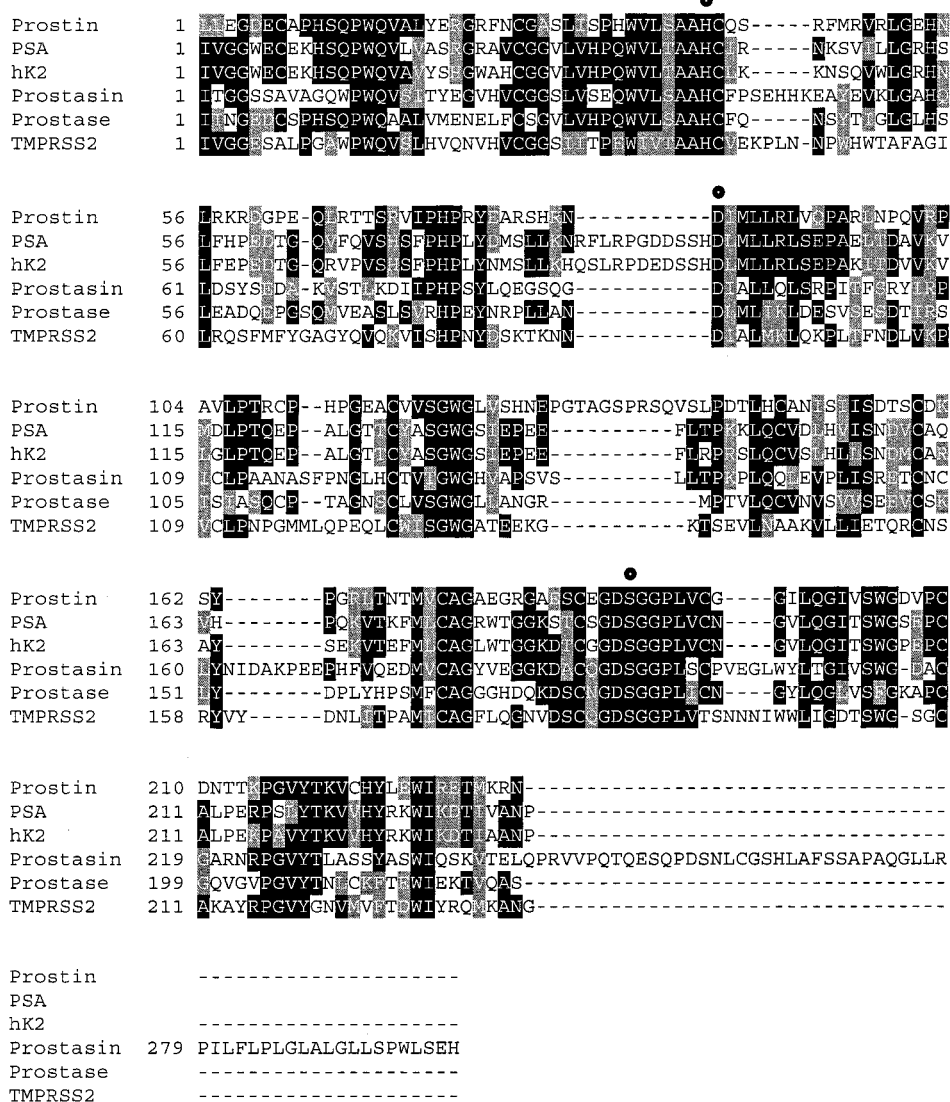 Prostin 1 LLEGDECAPHSQPWQVALYERGRFNCGASLISPHWVLSAAHCQS-----RFMRVRLGEHN
PSA 1 IVGGWECEKHSQPWQVLVASRGRAVCGGVLVHPQWVLTAAHCIR-----NKSVILLGRHS
hK2 1 IVGGWECEKHSQPWQVAVYSHGWAHCGGVLVHPQWVLTAAHCLK-----KNSQVWLGRHN
Prostasin 1 ITGGSSAVAGQWPWQVSITYEGVHVCGGSLVSEQWVLSAAHCFPSEHHKEAYEVKLGAHQ
Prostase 1 IINGEDCSPHSQPWQAALVMENELFCSGVLVHPQWVLSAAHCFQ-----NSYTIGLGLHS
TMPRSS2 1 IVGGESALPGAWPWQVSLHVQNVHVCGGSIITPEWIVTAAHCVEKPLN-NPWHWTAFAGI
Prostin 56 LRKRDGPE-QLRTTSRVIPHPRYEARSHRN-----------DIMLLRLVQPARLNPQVRP
PSA 56 LFHPEDTG-QVFQVSHSFPHPLYDMSLLKNRFLRPGDDSSHDLMLLRLSEPAELTDAVKV
hK2 56 LFEPEDTG-QRVPVSHSFPHPLYNMSLLKHQSLRPDEDSSHDLMLLRLSEPAKITDVVKV
Prostasin 61 LDSYSEDA-KVSTLKDIIPHPSYLQEGSQG-----------DIALLQLSRPITFSRYIRP
Prostase 56 LEADQEPGSQMVEASLSVRHPEYNRPLLAN-----------DLMLIKLDESVSESDTIRS
TMPRSS2 60 LRQSFMFYGAGYQVQKVISHPNYDSKTKNN-----------DIALMKLQKPLTFNDLVKP
Prostin 104 AVLPTRCP--HPGEACVVSGWGLVSHNEPGTAGSPRSQVSLPDTLHCANISIISDTSCDK
PSA 115 MDLPTQEP--ALGTTCYASGWGSIEPEE----------FLTPKKLQCVDLHVISNDVCAQ
hK2 115 LGLPTQEP--ALGTTCYASGWGSIEPEE----------FLRPRSLQCVSLHLLSNDMCAR
Prostasin 109 ICLPAANASFPNGLHCTVTGWGHVAPSVS---------LLTPKPLQQLEVPLISRETCNC
Prostase 105 ISIASQCP--TAGNSCLVSGWGLLANGR----------MPTVLQCVNVSVVSEEVCSK
TMPRSS2 109 VCLPNPGMMLQPEQLCWISGWGATEEKG----------KTSEVLNAAKVLLIETQRCNS
Prostin 162 SY--------PGRLTNTMVCAGAEGRGAESCEGDSGGPLVCG----GILQGIVSWGDVPC
PSA 163 VH--------PQKVTKFMLCAGRWTGGKSTCSGDSGGPLVCN----GVLQGITSWGSEPC
hK2 163 AY--------SEKVTEFMLCAGLWTGGKDTCGGDSGGPLVCN----GVLQGITSWGPEPC
Prostasin 160 LYNIDAKPEEPHFVQEDMVCAGYVEGGKDACQGDSGGPLSCPVEGLWYLTGIVSWG-DAC
Prostase 151 LY--------DPLYHPSMFCAGGGHDQKDSCNGDSGGPLICN----GYLQGLVSFGKAPC
TMPRSS2 158 RYVY-------DNLITPAMICAGFLQGNVDSCQGDSGGPLVTSNNNIWWLIGDTSWG-SGC
Prostin 210 DNTTKPGVYTKVCHYLEWIRETMKRN----------------------------------
PSA 211 ALPERPSLYTKVVHYRKWIKDTIVANP---------------------------------
hK2 211 ALPEKPAVYTKVVHYRKWIKDTIAANP---------------------------------
Prostasin 219 GARNRPGVYTLASSYASWIQSKVTELQPRVVPQTQESQPDSNLCGSHLAFSSAPAQGLLR
Prostase 199 GQVGVPGVYTNLCKFTEWIEKTVQAS----------------------------------
TMPRSS2 211 AKAYRPGVYGNVMVFTDWIYRQMKANG---------------------------------
Prostin ---------------------
PSA
hK2 ---------------------
Prostasin 279 PILFLPLGLALGLLSPWLSEH
Prostase ---------------------
TMPRSS2 ---------------------